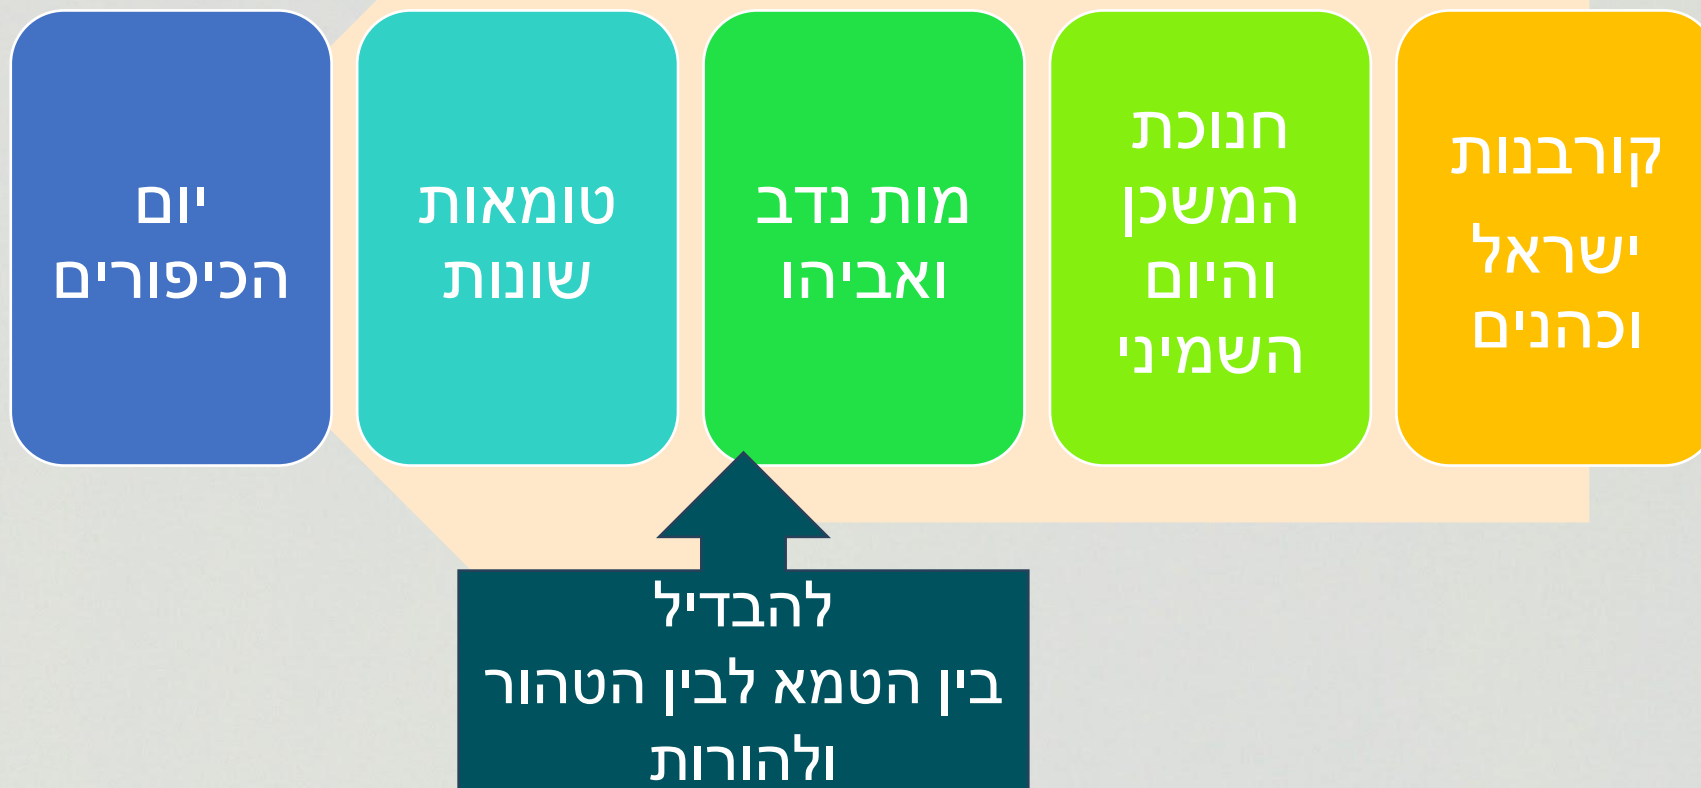 קורבנות
ישראל
וכהנים
חנוכת
המשכן
והיום
השמיני
מות נדב
ואביהו
טומאות
שונות
יום
הכיפורים
להבדיל
בין הטמא לבין הטהור
ולהורות